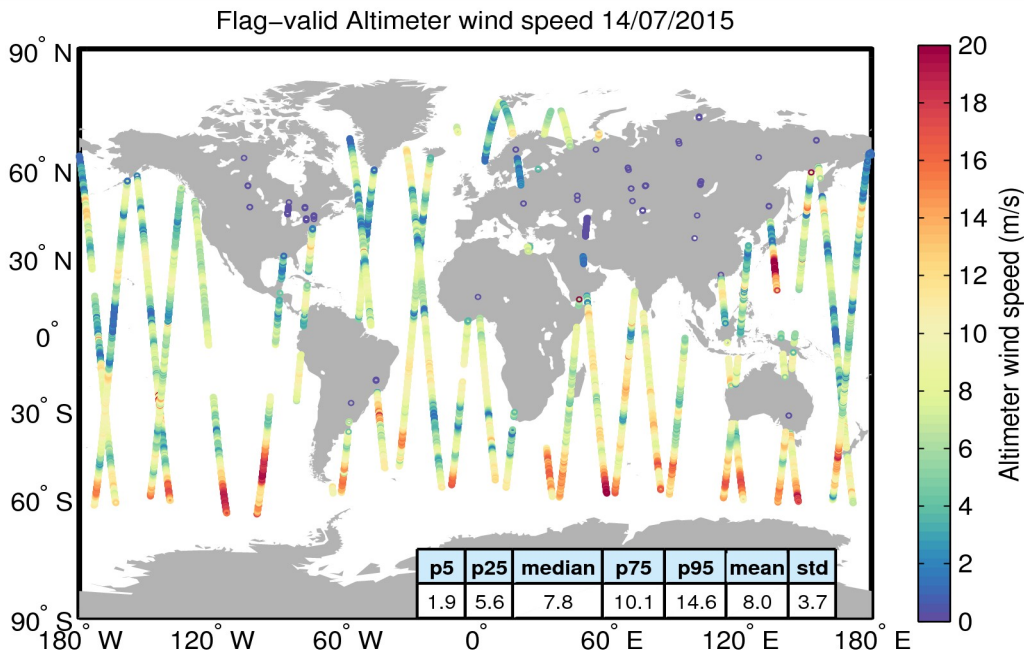 Flag−valid Altimeter wind speed 14/07/2015
90° N
60° N
30° N
0°
30° S
60° S
90° S
180° W
120° W
60° W
0°
60° E
120° E
180° E
p5 p25 median p75 p95 mean std
1.9 5.6 7.8 10.1 14.6 8.0 3.7
20
18
16
14
12
10
8
6
4
2
0
Altimeter wind speed (m/s)